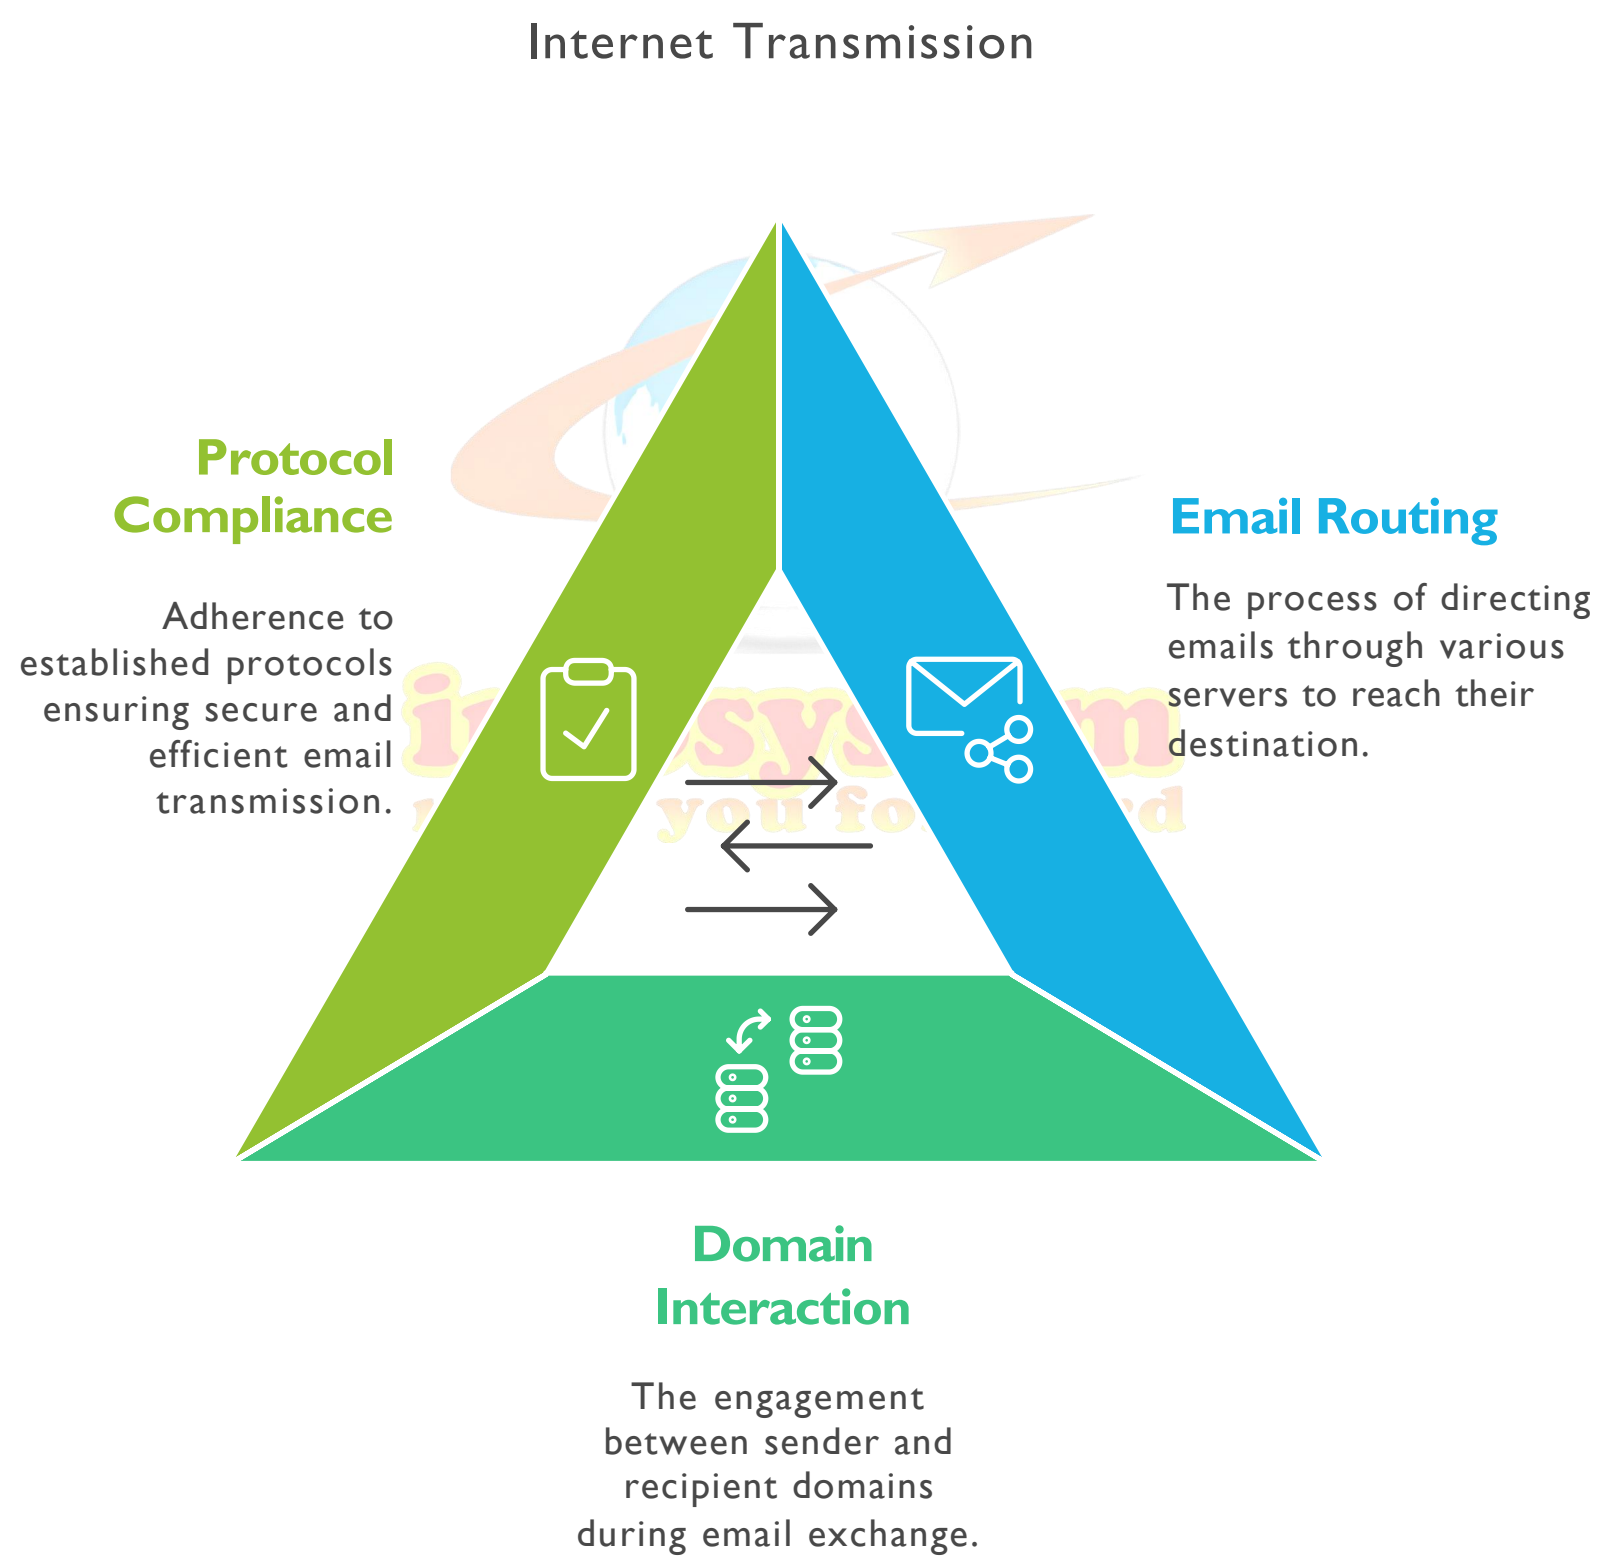 Internet Transmission
Protocol
Compliance
Adherence to
established protocols
ensuring secure and
efficient email
transmission.
Email Routing
The process of directing
emails through various
servers to reach their
destination.
you
Domain
Interaction
The engagement
between sender and
recipient domains
during email exchange.